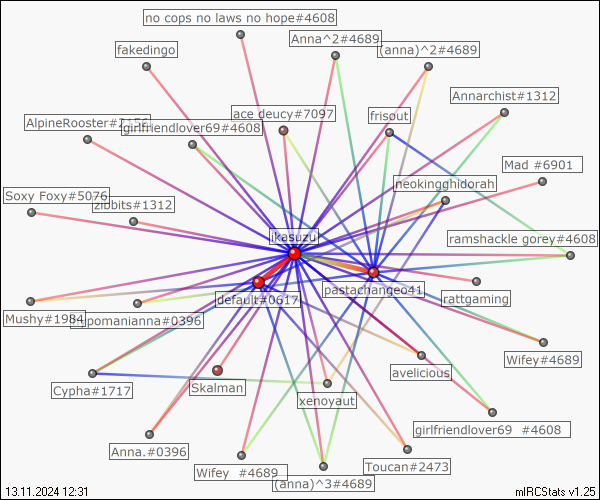 no cops no laws no hope#4608
Anna^2#4689
(anna)^2#4689
fakedingo
Annarchist#1312
ace deucy#7097
frisout
AlpineRooster#2156
girlfriendlover69#4608
Mad #6901
neokingghidorah
Soxy Foxy#5076
zibbits#1312
ikasuzu
ramshackle gorey#4608
rattgaming
pastachange041
default#0617
Mushy#1984
#0396
Wifey#4689
avelicious
Cypha#1717
Skalman
xenoyaut
girlfriendlover69 #4608
Anna.#0396
Wifey #4689
Toucan#2473
(anna)^3#4689
13.11.2024 12:31
mIRCStats v1.25